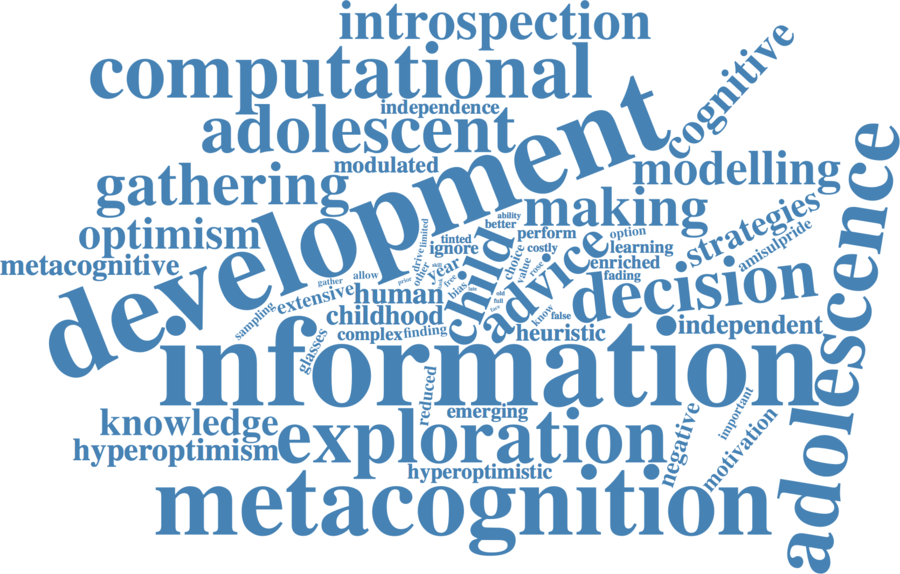 introspection
computational
cognitive
independence
adolescent
modulated
development
modelling
gathering
making
adolescence
optimism
ability
better
perform
option
strategies
metacognitive
limited
tinted
ignore
costly
learning
amisulpride
drive
child
choice
advice
enriched
other
year
value
rose
fading
gather
allow
free
decision
extensive
human
bias
old
full
know
false
independent
sampling
childhood
complex
finding
heuristic
glasses
information
reduced
emerging
important
knowledge
exploration
negative
motivation
hyperoptimism
hyperoptimistic
metacognition